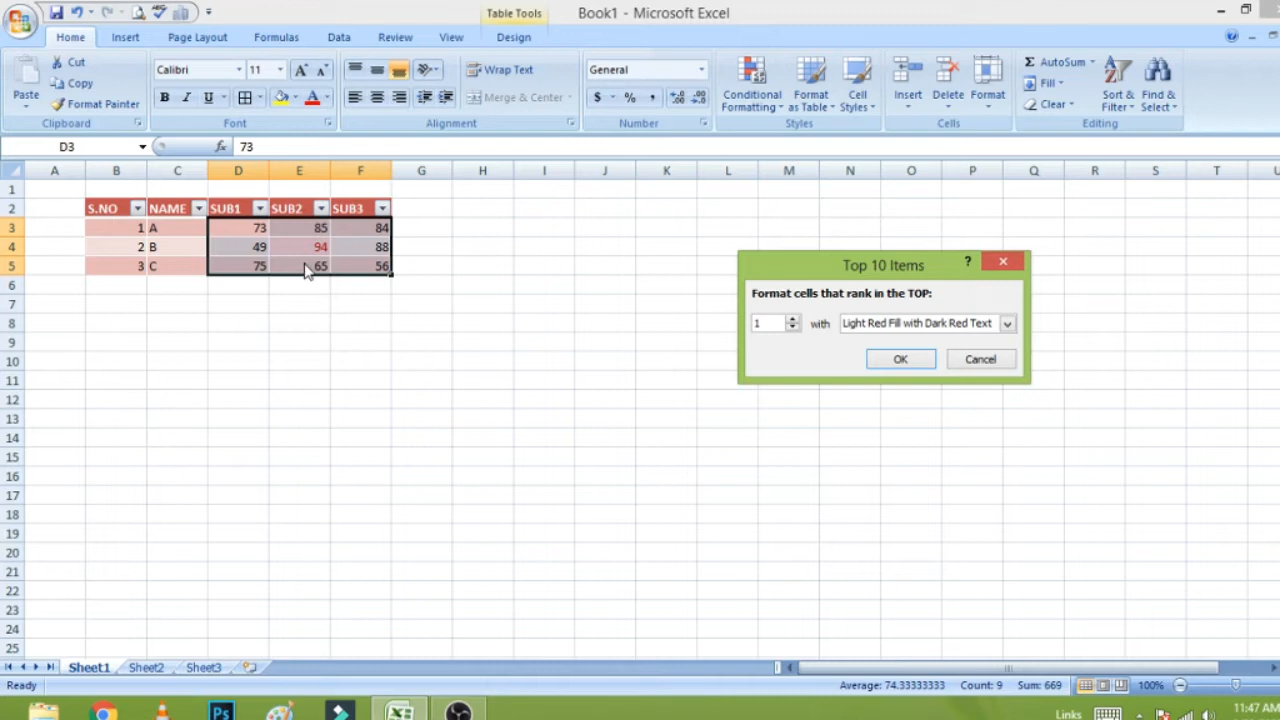 Table Tools
Book1 - Microsoft Excel
Home
Insert
Page Layout
Formulas
Data
Review
View
Design
Paste
Cut
Copy
Format Painter
Clipboard
Calibri
11
A A
B I U
A
Font
Wrap Text
Merge & Center
Alignment
General
$ % ,
Number
Conditional Formatting
Format as Table
Cell Styles
Styles
Insert
Delete
Format
Cells
Σ AutoSum
Fill
Clear
Sort & Filter
Find & Select
Editing
D3
fx
73
A B C D E F G H I J K L M N O P Q R S T U
1
2 S.NO NAME SUB1 SUB2 SUB3
3 1 A 73 85 84
4 2 B 49 94 88
5 3 C 75 65 56
6
7
8
9
10
11
12
13
14
15
16
17
18
19
20
21
22
23
24
25
Top 10 Items
?
Format cells that rank in the TOP:
1 with Light Red Fill with Dark Red Text
OK
Cancel
Sheet1
Sheet2
Sheet3
Ready
Average: 74.33333333 Count: 9 Sum: 669
100%
Ps
Links
11:47 AM